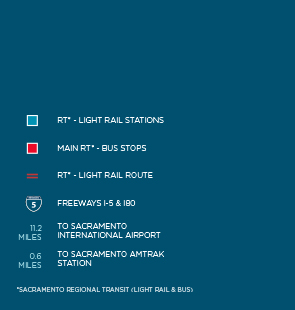 RT* - LIGHT RAIL STATIONS
MAIN RT* - BUS STOPS
RT* - LIGHT RAIL ROUTE
5 FREEWAYS I-5 & I80
11.2 MILES TO SACRAMENTO
INTERNATIONAL AIRPORT
0.6 MILES TO SACRAMENTO AMTRAK
STATION
*SACRAMENTO REGIONAL TRANSIT (LIGHT RAIL & BUS)